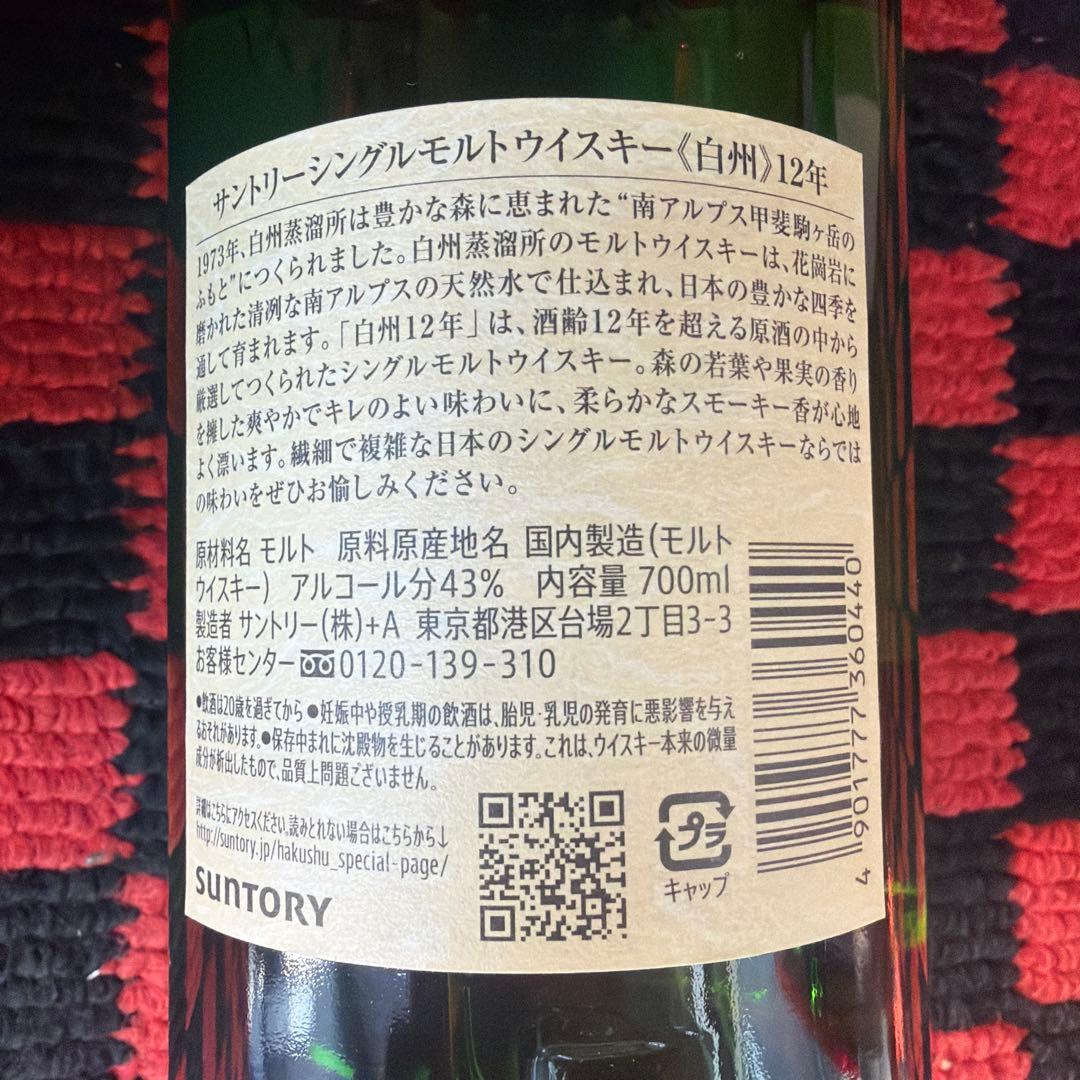 サントリーシングルモルトウイスキー《白州》12年
1973年、白州蒸溜所は豊かな森に恵まれた“南アルプス甲斐駒ヶ岳の
ふもと”につくられました。白州蒸溜所のモルトウイスキーは、花崗岩に
磨かれた清冽な南アルプスの天然水で仕込まれ、日本の豊かな四季を
通して育まれます。「白州12年」は、酒齢12年を超える原酒の中から
厳選してつくられたシングルモルトウイスキー。森の若葉や果実の香り
を擁した爽やかでキレのよい味わいに、柔らかなスモーキー香が心地
よく漂います。繊細で複雑な日本のシングルモルトウイスキーならでは
の味わいをぜひお愉しみください。
原材料名 モルト 原料原産地名 国内製造(モルト
ウイスキー) アルコール分43% 内容量 700ml
製造者 サントリー(株)+A 東京都港区台場2丁目3-3
お客様センター 0120-139-310
●飲酒は20歳を過ぎてから ●妊娠中や授乳期の飲酒は、胎児・乳児の発育に悪影響を与え
るおそれがあります。●保存中まれに沈殿物を生じることがあります。これは、ウイスキー本来の微量
成分が析出したもので、品質上問題ございません。
詳細はこちらにアクセスください。読みとれない場合はこちらから↓
http://suntory.jp/hakushu_special-page/
SUNTORY
プラ
キャップ
4 901777 360440